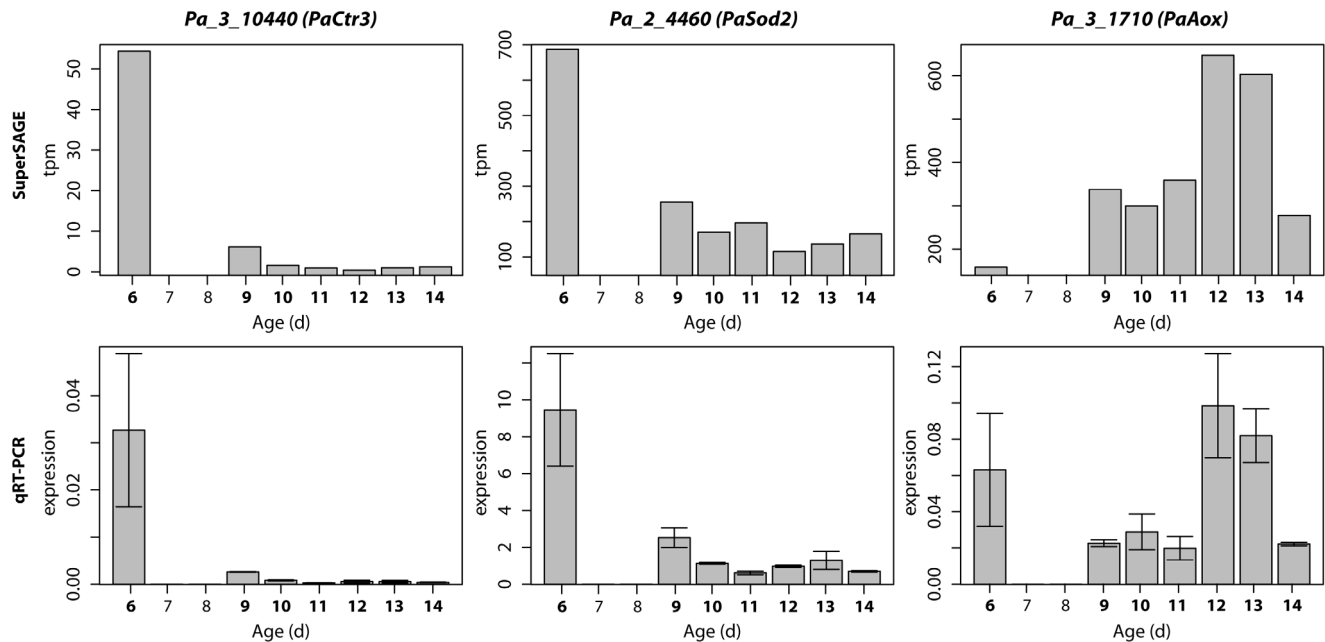 Pa_3_10440 (PaCtr3) Pa_2_4460 (PaSod2) Pa_3_1710 (PaAox)
SuperSAGE
tpm
50
40
30
20
10
0
6 7 8 9 10 11 12 13 14
Age (d)
tpm
700
500
300
100
6 7 8 9 10 11 12 13 14
Age (d)
tpm
600
400
200
6 7 8 9 10 11 12 13 14
Age (d)
qRT-PCR
expression
0.04
0.02
0.00
6 7 8 9 10 11 12 13 14
Age (d)
expression
10
8
6
4
2
0
6 7 8 9 10 11 12 13 14
Age (d)
expression
0.12
0.08
0.04
0.00
6 7 8 9 10 11 12 13 14
Age (d)